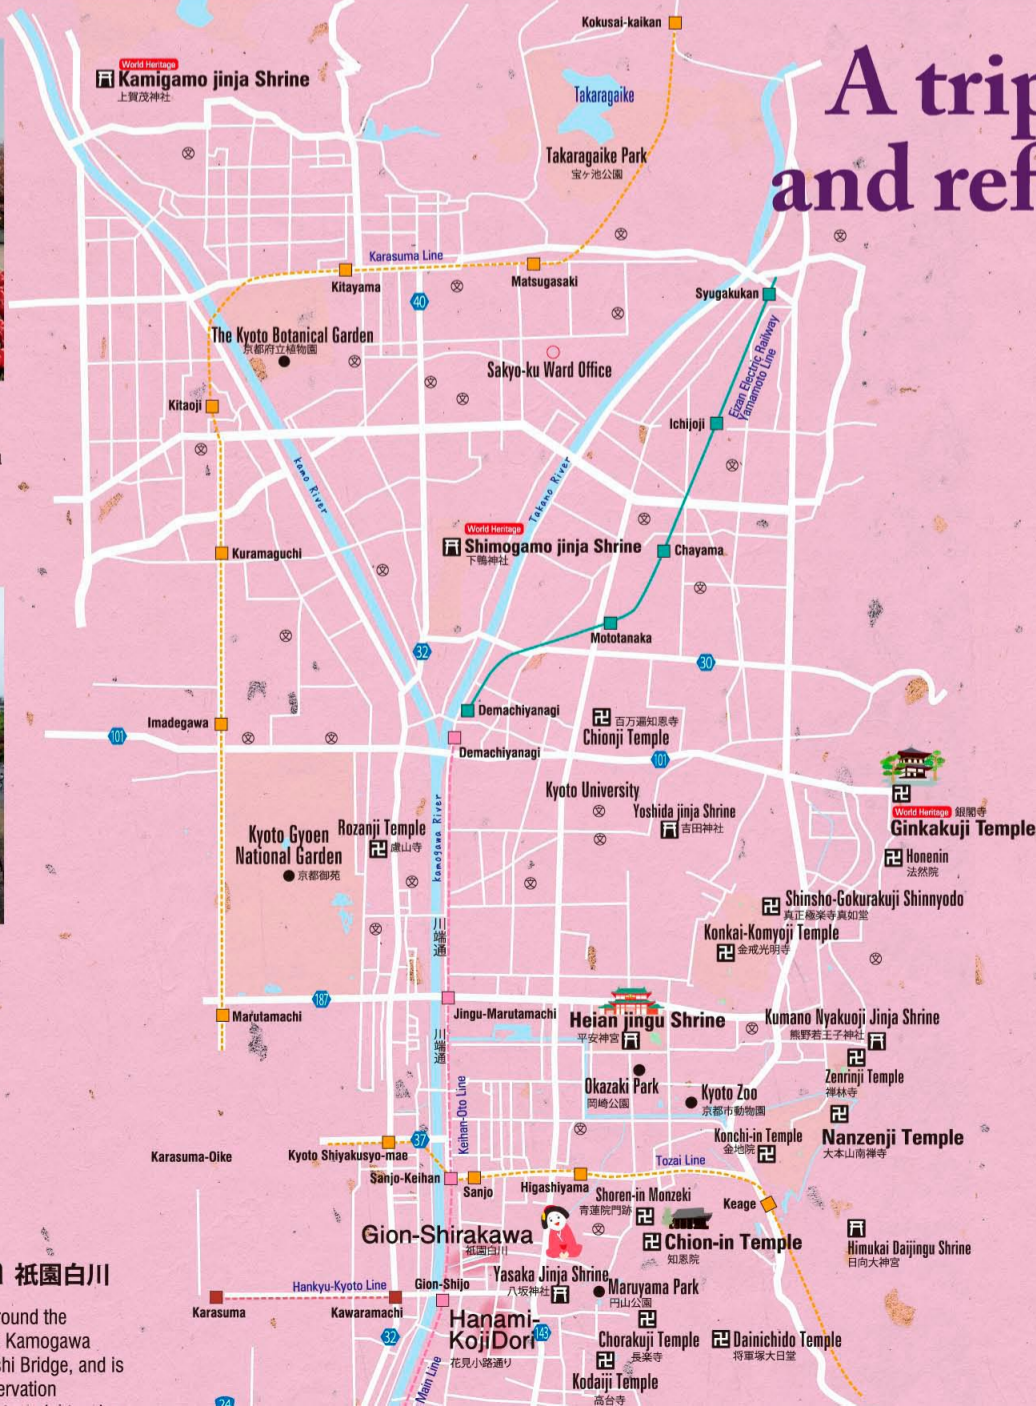 A trip
and ref
Kokusai-kaikan
World Heritage
Kamigamo jinja Shrine
上賀茂神社
Takaragaike
Takaragaike Park
宝ヶ池公園
Karasuma Line
Kitayama
Matsugasaki
40
Syugakukan
The Kyoto Botanical Garden
京都府立植物園
Sakyo-ku Ward Office
Eizan Electric Railway
Yamamoto Line
Kitaoji
Ichijoji
kamo River
Takano River
World Heritage
Shimogamo jinja Shrine
下鴨神社
Kuramaguchi
Chayama
Mototanaka
32
30
Imadegawa
Demachiyanagi
百万遍知恩寺
Chionji Temple
101
Demachiyanagi
101
Kyoto University
World Heritage
銀閣寺
Ginkakuji Temple
kamogawa River
Yoshida jinja Shrine
吉田神社
Kyoto Gyoen
National Garden
京都御苑
Rozanji Temple
盧山寺
Honenin
法然院
Shinsho-Gokurakuji Shinnyodo
真正極楽寺真如堂
Konkai-Komyoji Temple
金戒光明寺
川端通
187
Marutamachi
Jingu-Marutamachi
Heian jingu Shrine
平安神宮
Kumano Nyakuoji Jinja Shrine
熊野若王子神社
川端通
Zenrinji Temple
禅林寺
Okazaki Park
岡崎公園
Kyoto Zoo
京都市動物園
Keihan-Oto Line
Konchi-in Temple
金地院
Nanzenji Temple
大本山南禅寺
37
Karasuma-Oike
Kyoto Shiyakusyo-mae
Tozai Line
Sanjo-Keihan
Sanjo
Higashiyama
Shoren-in Monzeki
青蓮院門跡
Keage
Gion-Shirakawa
祇園白川
Chion-in Temple
知恩院
Himukai Daijingu Shrine
日向大神宮
祇園白川
Hankyu-Kyoto Line
Gion-Shijo
Yasaka Jinja Shrine
八坂神社
Maruyama Park
円山公園
Karasuma
Kawaramachi
Hanami-
KojiDori
花見小路通り
143
Chorakuji Temple
長楽寺
Dainichido Temple
将軍塚大日堂
32
Kodaiji Temple
高台寺
Main Line
24
round the
Kamogawa
shi Bridge, and is
ervation